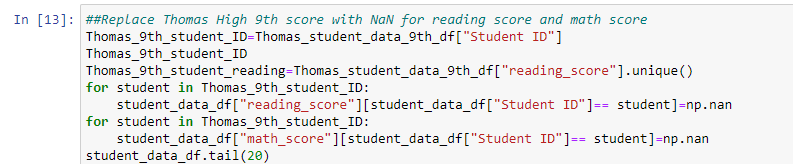 In [13]: ##Replace Thomas High 9th score with NaN for reading score and math score
Thomas_9th_student_ID=Thomas_student_data_9th_df["Student ID"]
Thomas_9th_student_ID
Thomas_9th_student_reading=Thomas_student_data_9th_df["reading_score"].unique()
for student in Thomas_9th_student_ID:
    student_data_df["reading_score"][student_data_df["Student ID"]== student]=np.nan
for student in Thomas_9th_student_ID:
    student_data_df["math_score"][student_data_df["Student ID"]== student]=np.nan
student_data_df.tail(20)